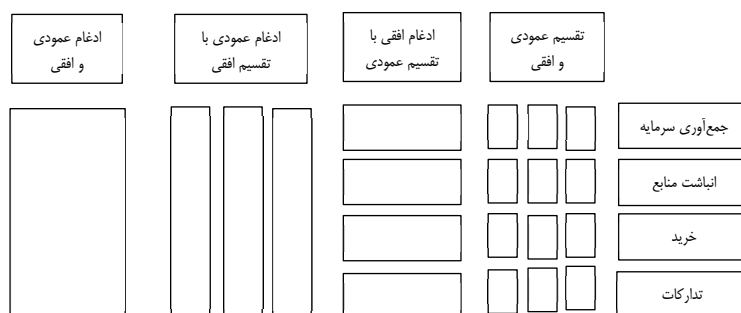 تقسیم عمودی
و افقی
ادغام افقی با
تقسیم عمودی
ادغام عمودی با
تقسیم افقی
ادغام عمودی
و افقی
جمع‌آوری سرمایه
انباشت منابع
خرید
تدارکات